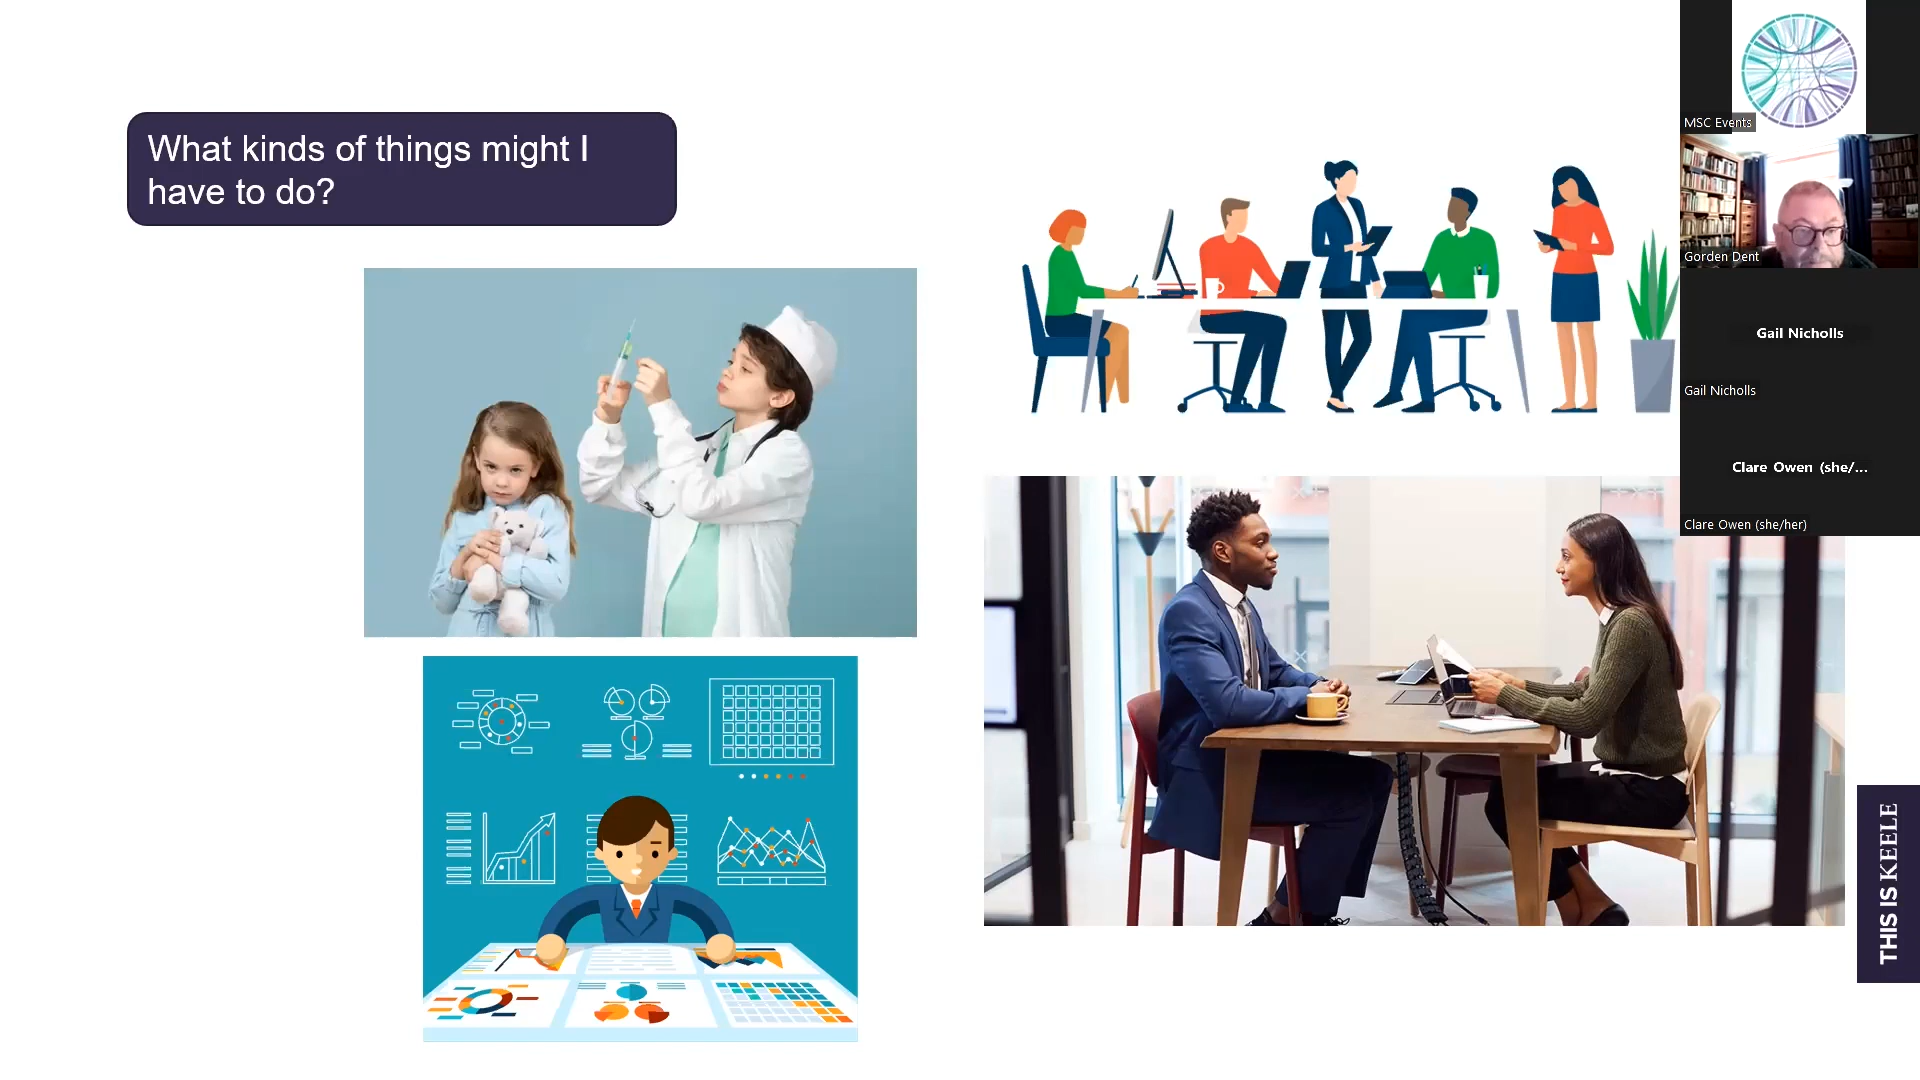 What kinds of things might I
have to do?
MSC Events
Gorden Dent
Gail Nicholls
Gail Nicholls
Clare Owen (she/...
Clare Owen (she/her)
THIS IS KEELE